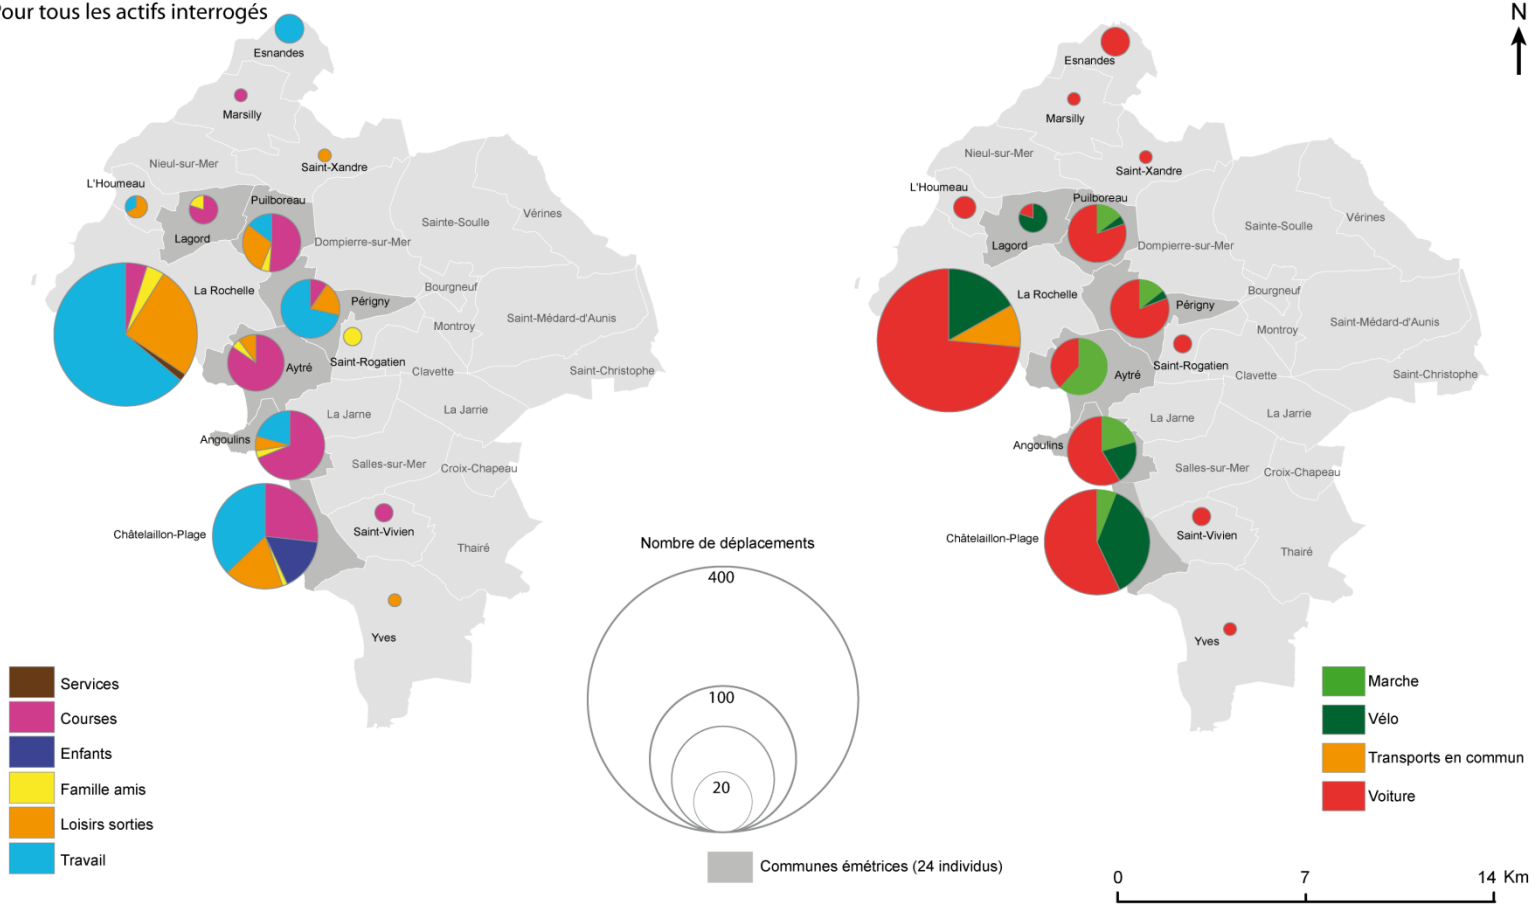 our tous les actifs interrogés
N
Esnandes
Marsilly
Nieul-sur-Mer
Saint-Xandre
L'Houmeau
Puilboreau
Lagord
Sainte-Soulle
Vérines
Dompierre-sur-Mer
La Rochelle
Bourgneuf
Périgny
Montroy
Saint-Médard-d'Aunis
Saint-Rogatien
Aytré
Clavette
Saint-Christophe
La Jarne
La Jarrie
Angoulins
Salles-sur-Mer
Croix-Chapeau
Châtelaillon-Plage
Saint-Vivien
Thairé
Yves
Esnandes
Marsilly
Nieul-sur-Mer
Saint-Xandre
L'Houmeau
Puilboreau
Lagord
Sainte-Soulle
Vérines
Dompierre-sur-Mer
La Rochelle
Bourgneuf
Périgny
Montroy
Saint-Médard-d'Aunis
Saint-Rogatien
Aytré
Clavette
Saint-Christophe
La Jarne
La Jarrie
Angoulins
Salles-sur-Mer
Croix-Chapeau
Châtelaillon-Plage
Saint-Vivien
Thairé
Yves
Nombre de déplacements
400
100
20
Communes émétrices (24 individus)
Services
Courses
Enfants
Famille amis
Loisirs sorties
Travail
Marche
Vélo
Transports en commun
Voiture
0 7 14 Km